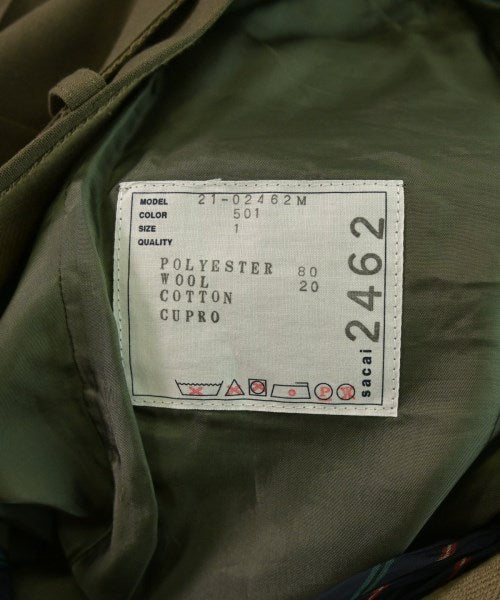 MODEL 21-02462M
COLOR 501
SIZE 1
QUALITY
POLYESTER 80
WOOL 20
COTTON
CUPRO
P
sacai 2462